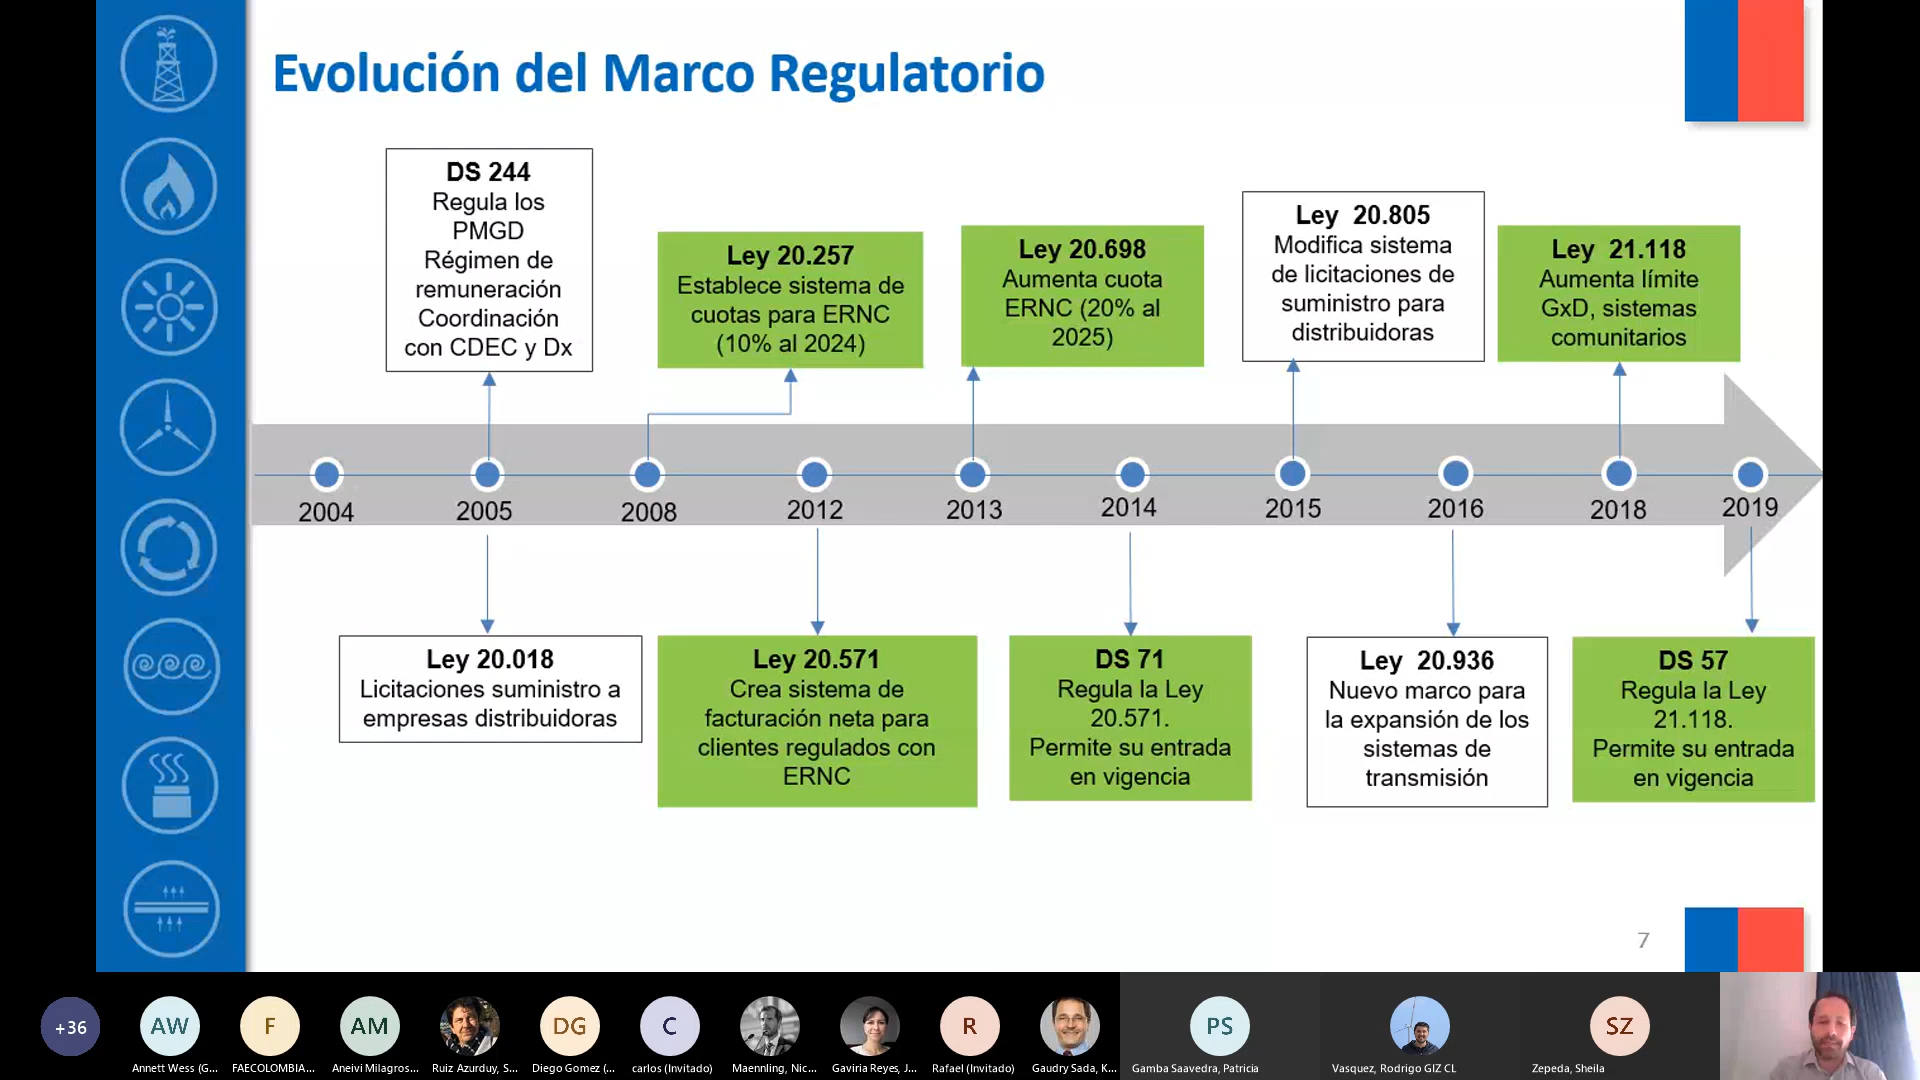 Evolución del Marco Regulatorio
DS 244
Regula los
PMGD
Régimen de
remuneración
Coordinación
con CDEC y Dx
Ley 20.257
Establece sistema de
cuotas para ERNC
(10% al 2024)
Ley 20.698
Aumenta cuota
ERNC (20% al
2025)
Ley 20.805
Modifica sistema
de licitaciones de
suministro para
distribuidoras
Ley 21.118
Aumenta límite
GxD, sistemas
comunitarios
2004
2005
2008
2012
2013
2014
2015
2016
2018
2019
Ley 20.018
Licitaciones suministro a
empresas distribuidoras
Ley 20.571
Crea sistema de
facturación neta para
clientes regulados con
ERNC
DS 71
Regula la Ley
20.571.
Permite su entrada
en vigencia
Ley 20.936
Nuevo marco para
la expansión de los
sistemas de
transmisión
DS 57
Regula la Ley
21.118.
Permite su entrada
en vigencia
7
+36
AW
F
AM
DG
C
R
PS
SZ
Annett Wess (G...
FAECOLOMBIA...
Aneivi Milagros...
Ruiz Azurduy, S...
Diego Gomez (...
carlos (Invitado)
Maennling, Nic...
Gaviria Reyes, J...
Rafael (Invitado)
Gaudry Sada, K...
Gamba Saavedra, Patricia
Vasquez, Rodrigo GIZ CL
Zepeda, Sheila